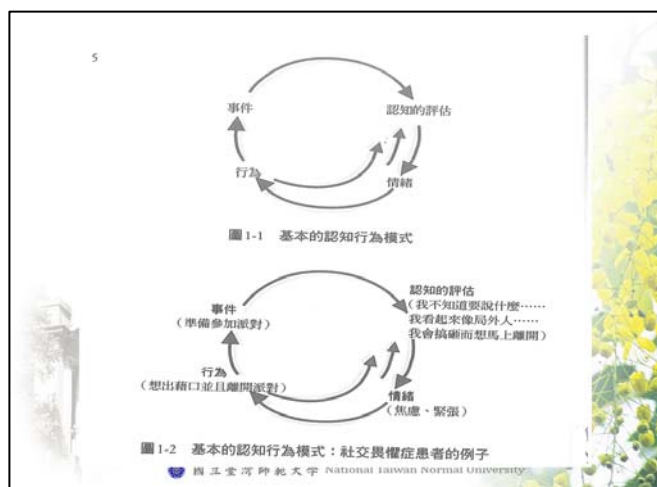 5
事件
認知的評估
行為
情緒
圖1-1 基本的認知行為模式
認知的評估
事件
(我不知道要說什麼……
(準備參加派對)
我看起來像局外人……
我會搞砸而想馬上離開)
行為
(想出藉口並且離開派對)
情緒
(焦慮、緊張)
圖1-2 基本的認知行為模式:社交畏懼症患者的例子
國立臺灣師範大學 National Taiwan Normal University